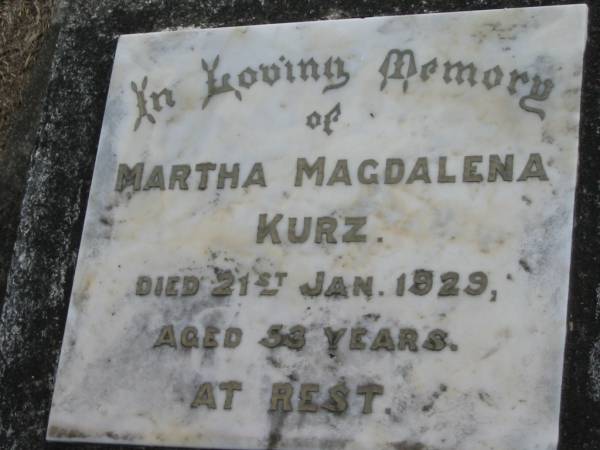 In Loving Memory
of
MARTHA MAGDALENA
KURZ.
DIED 21ST JAN. 1929,
AGED 53 YEARS.
AT REST.